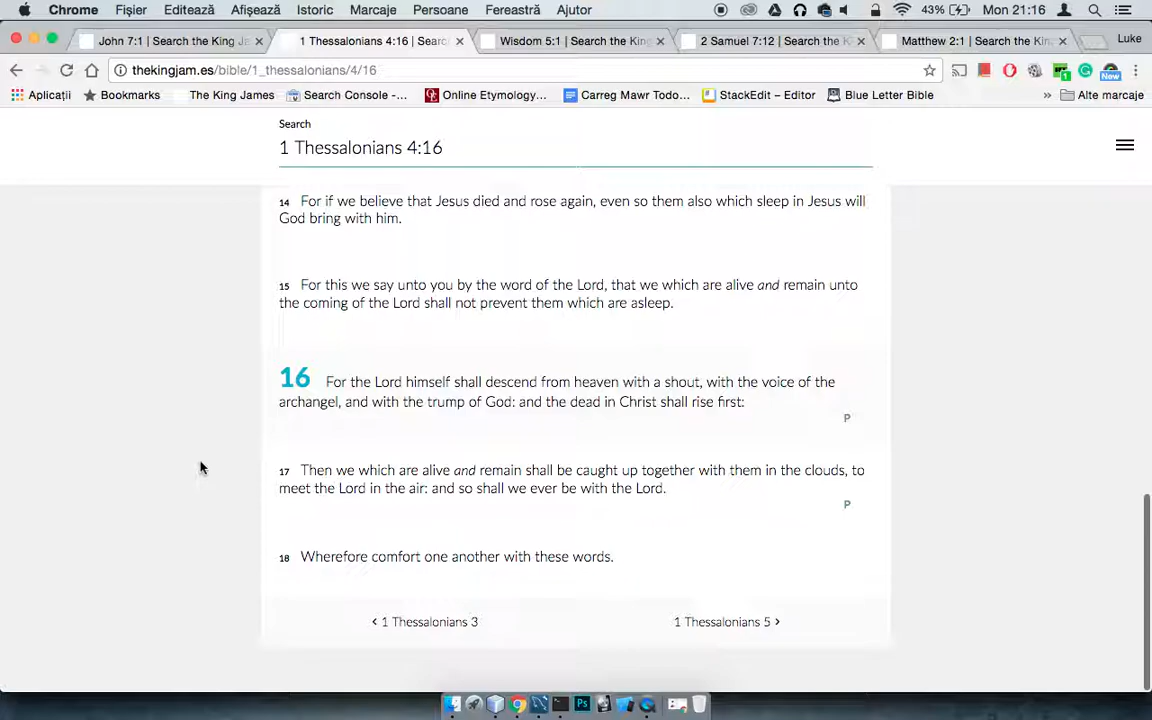 Chrome Fișier Editează Afișează Istoric Marcaje Persoane Fereastră Ajutor 43% Mon 21:16
John 7:1 | Search the King Ja
1 Thessalonians 4:16 | Searc
Wisdom 5:1 | Search the King
2 Samuel 7:12 | Search the K
Matthew 2:1 | Search the King
Luke
thekingjam.es/bible/1_thessalonians/4/16
New
Aplicații Bookmarks The King James Search Console -... Online Etymology... Carreg Mawr Todo... StackEdit – Editor Blue Letter Bible » Alte marcaje
Search
1 Thessalonians 4:16
14 For if we believe that Jesus died and rose again, even so them also which sleep in Jesus will
God bring with him.
15 For this we say unto you by the word of the Lord, that we which are alive and remain unto
the coming of the Lord shall not prevent them which are asleep.
16 For the Lord himself shall descend from heaven with a shout, with the voice of the
archangel, and with the trump of God: and the dead in Christ shall rise first:
P
17 Then we which are alive and remain shall be caught up together with them in the clouds, to
meet the Lord in the air: and so shall we ever be with the Lord.
P
18 Wherefore comfort one another with these words.
< 1 Thessalonians 3 1 Thessalonians 5 >
Ps